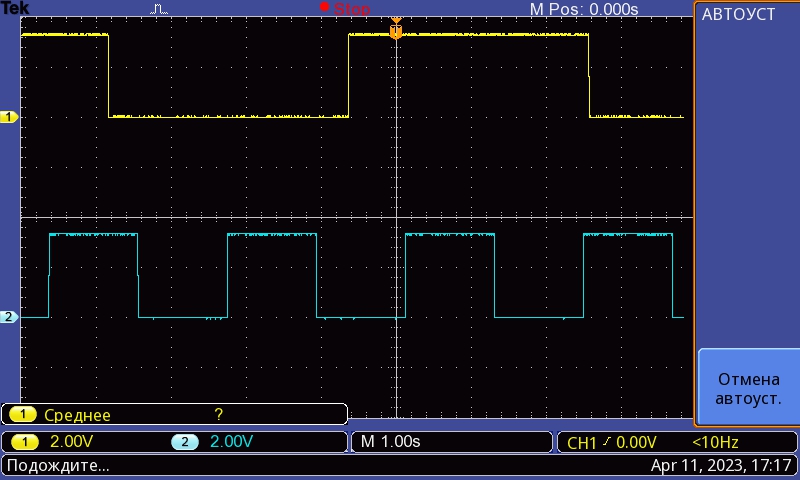 Tek Stop M Pos: 0.000s
АВТОУСТ
T
1
2
Отмена
автоуст.
1 Среднее ?
1 2.00V 2 2.00V M 1.00s CH1 0.00V <10Hz
Подождите... Apr 11, 2023, 17:17